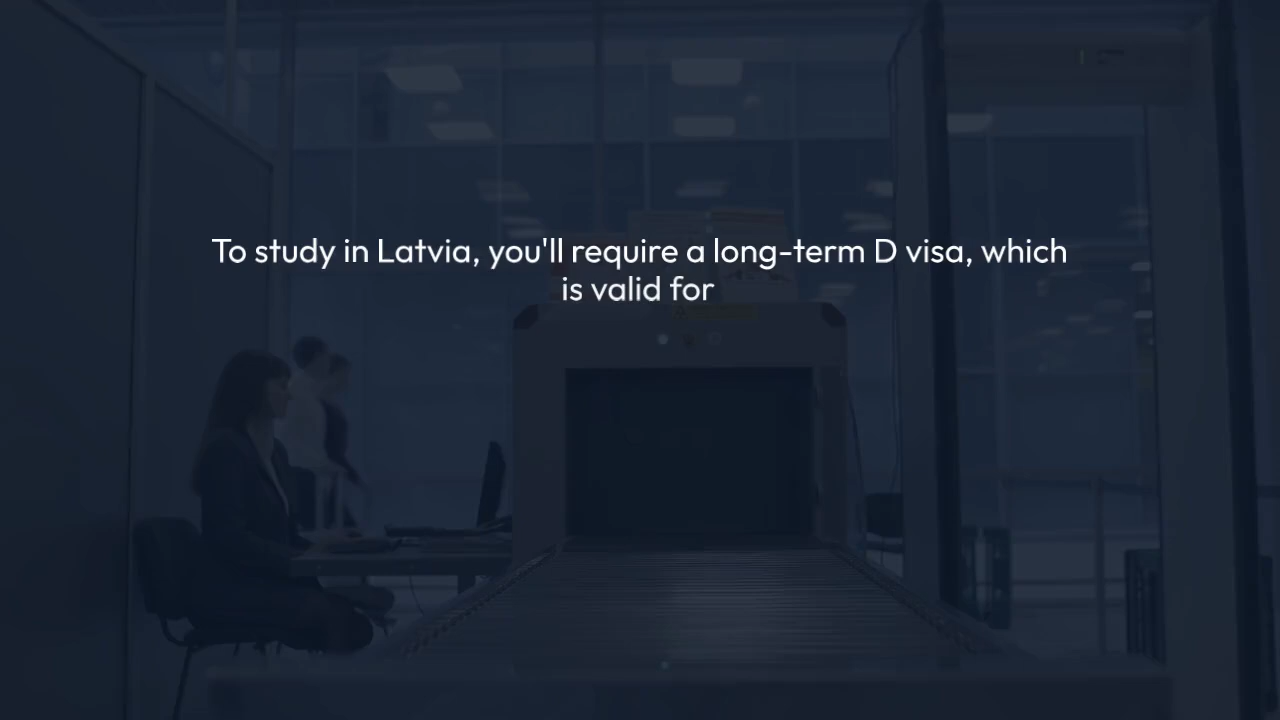 To study in Latvia, you'll require a long-term D visa, which
is valid for